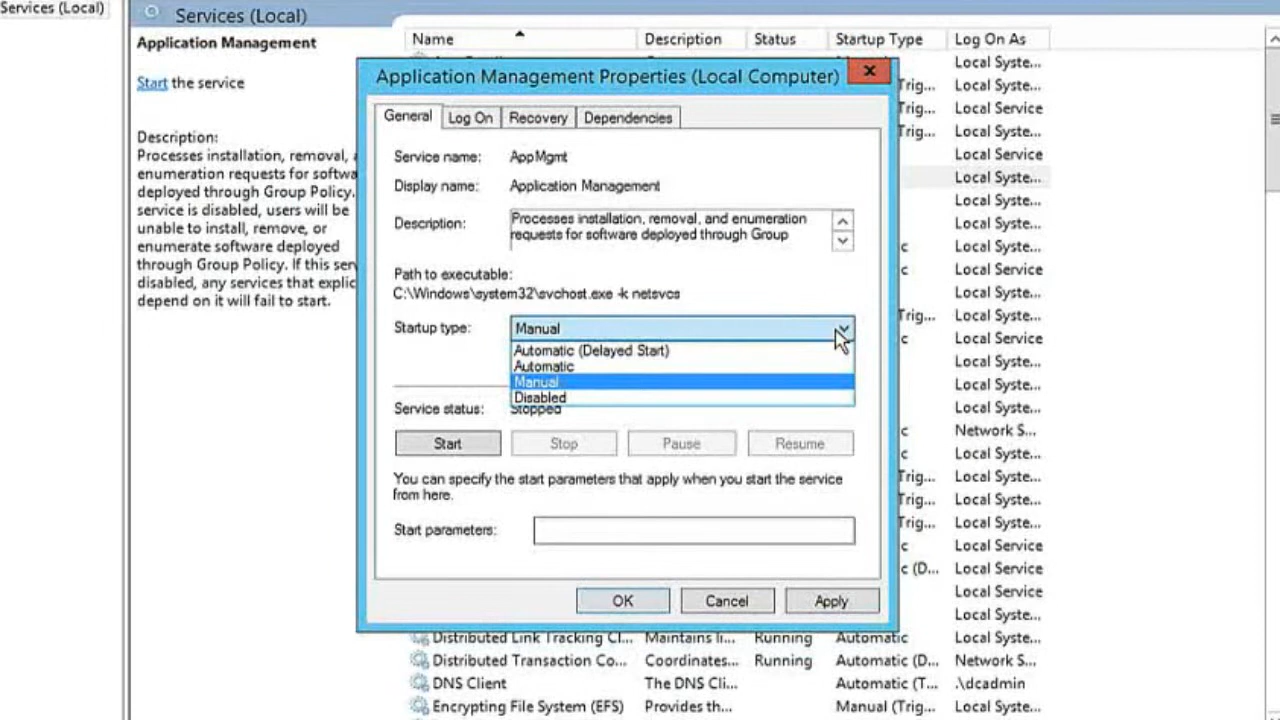 Services (Local)
Services (Local)
Application Management
Start the service
Description:
Processes installation, removal,
enumeration requests for softwa
deployed through Group Policy.
service is disabled, users will be
unable to install, remove, or
enumerate software deployed
through Group Policy. If this ser
disabled, any services that explic
depend on it will fail to start.
Name Description Status Startup Type Log On As
Local Syste...
Trig... Local Syste...
Trig... Local Service
Trig... Local Syste...
Local Service
Local Syste...
Local Syste...
Local Syste...
c Local Syste...
c Local Service
Local Syste...
Trig... Local Syste...
c Local Service
Local Syste...
Local Syste...
Local Syste...
c Network S...
c Local Syste...
Trig... Local Syste...
Trig... Local Syste...
Trig... Local Syste...
c Local Service
c (D... Local Service
Local Service
Local Syste...
Distributed Link Tracking Cl... Maintains li... Running Automatic Local Syste...
Distributed Transaction Co... Coordinates... Running Automatic (D... Network S...
DNS Client The DNS Cli... Automatic (T... .\dcadmin
Encrypting File System (EFS) Provides th... Manual (Trig... Local Syste...
Application Management Properties (Local Computer)
General Log On Recovery Dependencies
Service name: AppMgmt
Display name: Application Management
Description: Processes installation, removal, and enumeration
requests for software deployed through Group
Path to executable:
C:\Windows\system32\svchost.exe -k netsvcs
Startup type: Manual
Automatic (Delayed Start)
Automatic
Manual
Disabled
Service status: Stopped
Start Stop Pause Resume
You can specify the start parameters that apply when you start the service
from here.
Start parameters:
OK Cancel Apply